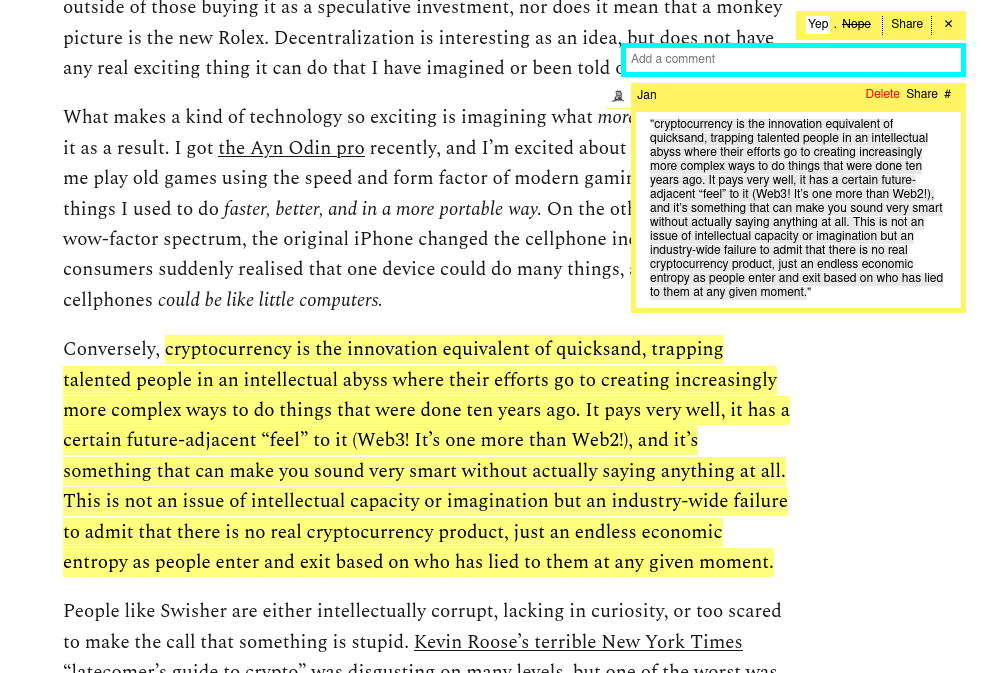 outside of those buying it as a speculative investment, nor does it mean that a monkey
picture is the new Rolex. Decentralization is interesting as an idea, but does not have
any real exciting thing it can do that I have imagined or been told
Yep . Nope Share ×
Add a comment
Jan Delete Share #
"cryptocurrency is the innovation equivalent of
quicksand, trapping talented people in an intellectual
abyss where their efforts go to creating increasingly
more complex ways to do things that were done ten
years ago. It pays very well, it has a certain future-
adjacent “feel” to it (Web3! It’s one more than Web2!),
and it’s something that can make you sound very smart
without actually saying anything at all. This is not an
issue of intellectual capacity or imagination but an
industry-wide failure to admit that there is no real
cryptocurrency product, just an endless economic
entropy as people enter and exit based on who has lied
to them at any given moment."
What makes a kind of technology so exciting is imagining what
it as a result. I got the Ayn Odin pro recently, and I’m excited about
me play old games using the speed and form factor of modern
things I used to do faster, better, and in a more portable way. On the
wow-factor spectrum, the original iPhone changed the cellphone
consumers suddenly realised that one device could do many things,
cellphones could be like little computers.
Conversely, cryptocurrency is the innovation equivalent of quicksand, trapping
talented people in an intellectual abyss where their efforts go to creating increasingly
more complex ways to do things that were done ten years ago. It pays very well, it has a
certain future-adjacent “feel” to it (Web3! It’s one more than Web2!), and it’s
something that can make you sound very smart without actually saying anything at all.
This is not an issue of intellectual capacity or imagination but an industry-wide failure
to admit that there is no real cryptocurrency product, just an endless economic
entropy as people enter and exit based on who has lied to them at any given moment.
People like Swisher are either intellectually corrupt, lacking in curiosity, or too scared
to make the call that something is stupid. Kevin Roose’s terrible New York Times
“latecomer’s guide to crypto” was disgusting on many levels, but one of the worst was